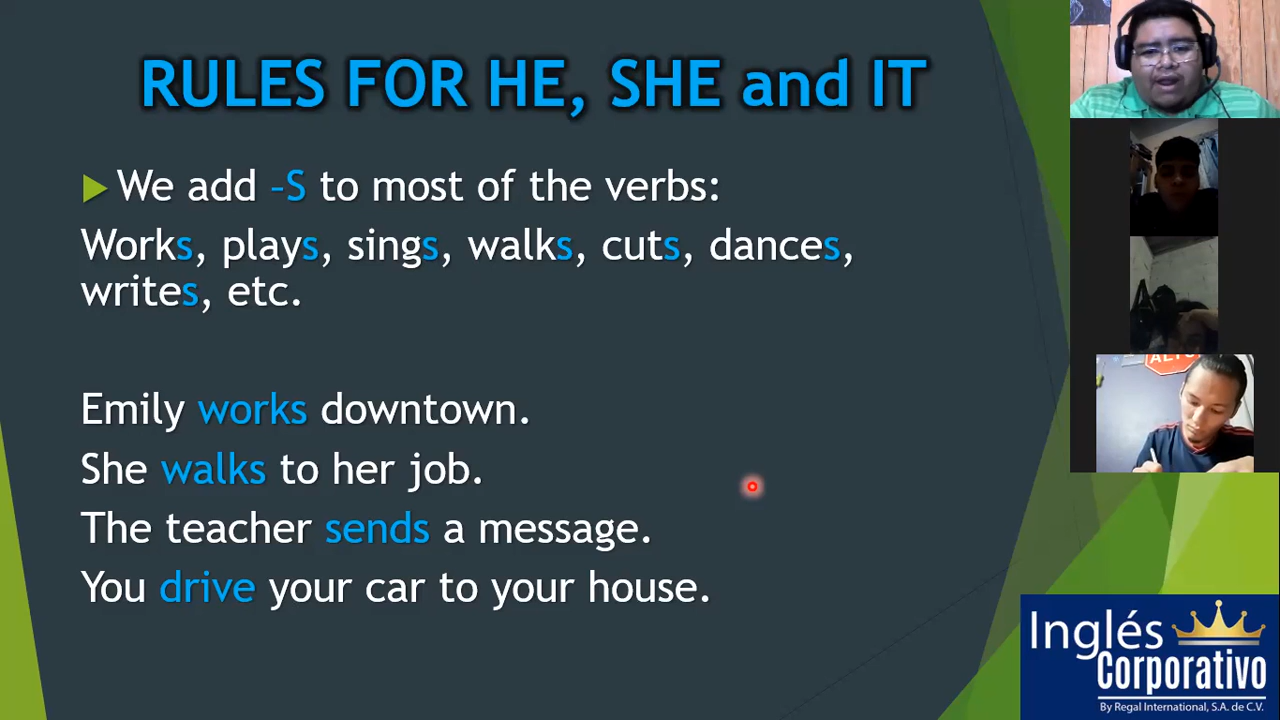 RULES FOR HE, SHE and IT
We add –S to most of the verbs:
Works, plays, sings, walks, cuts, dances,
writes, etc.
Emily works downtown.
She walks to her job.
The teacher sends a message.
You drive your car to your house.
ALTO
Inglés
Corporativo
By Regal International, S.A. de C.V.